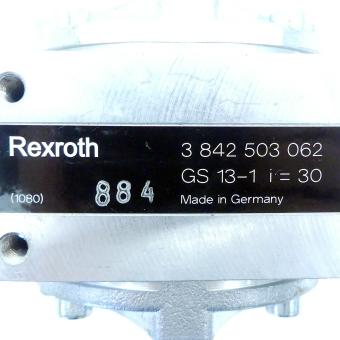 Rexroth
3 842 503 062
GS 13-1 i = 30
(1080)
884
Made in Germany